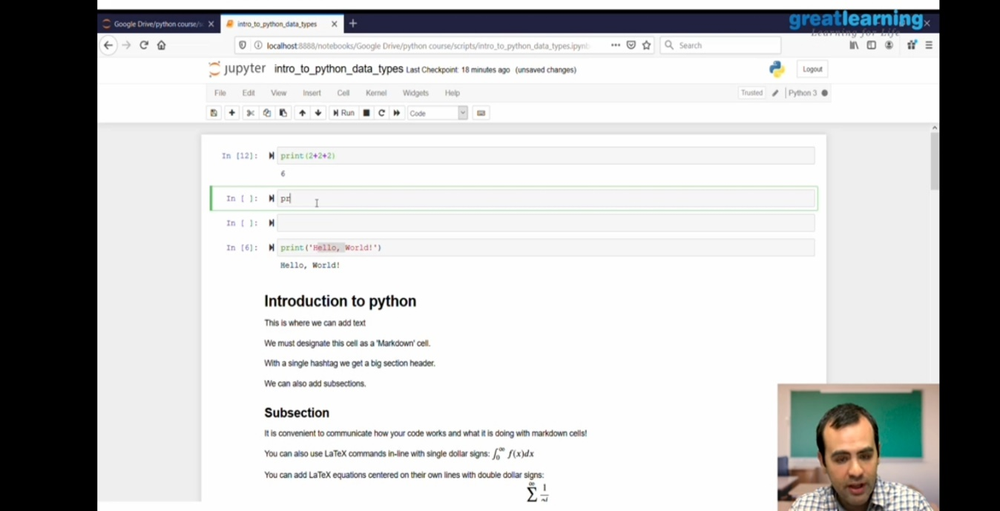 greatlearning
Learning for Life
Google Drive/python course/s
intro_to_python_data_types
localhost:8888/notebooks/Google Drive/python course/scripts/intro_to_python_data_types.ipynb
Search
jupyter intro_to_python_data_types Last Checkpoint: 18 minutes ago (unsaved changes)
Logout
File Edit View Insert Cell Kernel Widgets Help
Trusted Python 3
Run Code
In [12]: print(2+2+2)
6
In [ ]: pr
In [ ]:
In [6]: print('Hello, World!')
Hello, World!
Introduction to python
This is where we can add text
We must designate this cell as a 'Markdown' cell.
With a single hashtag we get a big section header.
We can also add subsections.
Subsection
It is convenient to communicate how your code works and what it is doing with markdown cells!
You can also use LaTeX commands in-line with single dollar signs: ∫₀^∞ f(x)dx
You can add LaTeX equations centered on their own lines with double dollar signs: